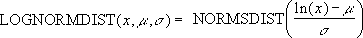 LOGNORMDIST(x,μ,σ) = NORMSDIST(ln(x) − μ / σ)